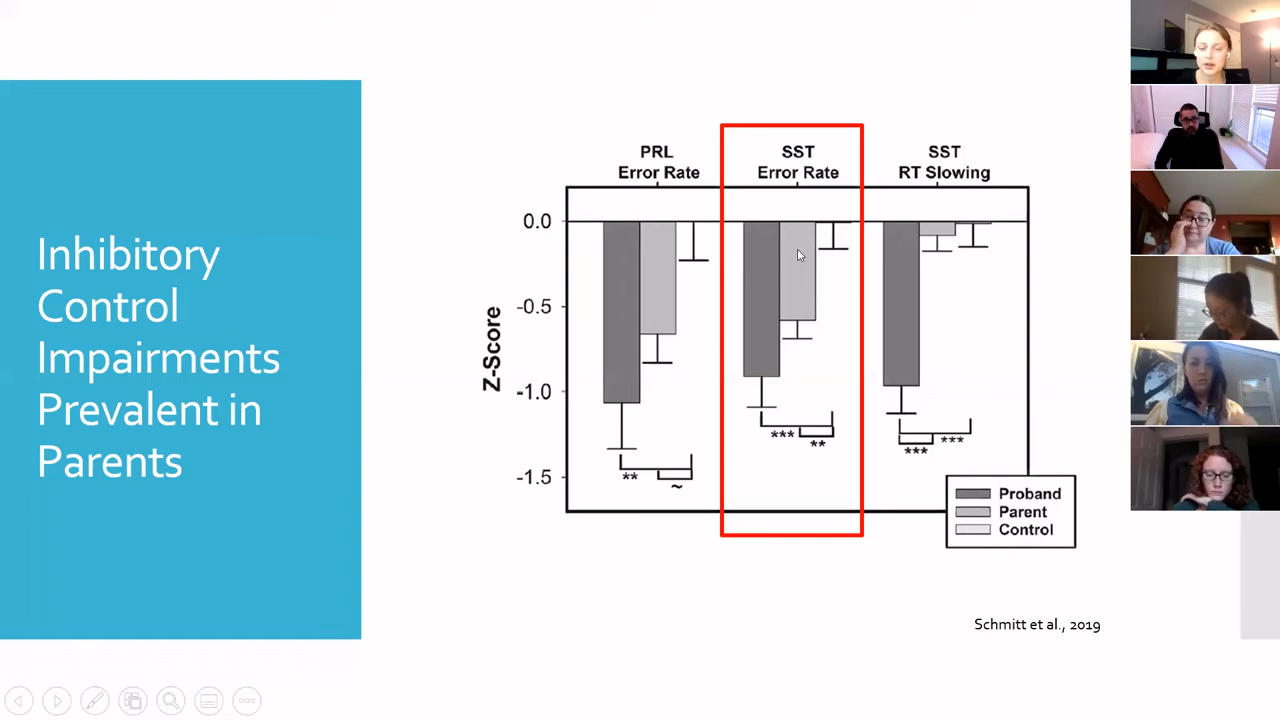 Inhibitory
Control
Impairments
Prevalent in
Parents
PRL
Error Rate
SST
Error Rate
SST
RT Slowing
Z-Score
0.0
-0.5
-1.0
-1.5
**
~
***
**
***
***
Proband
Parent
Control
Schmitt et al., 2019